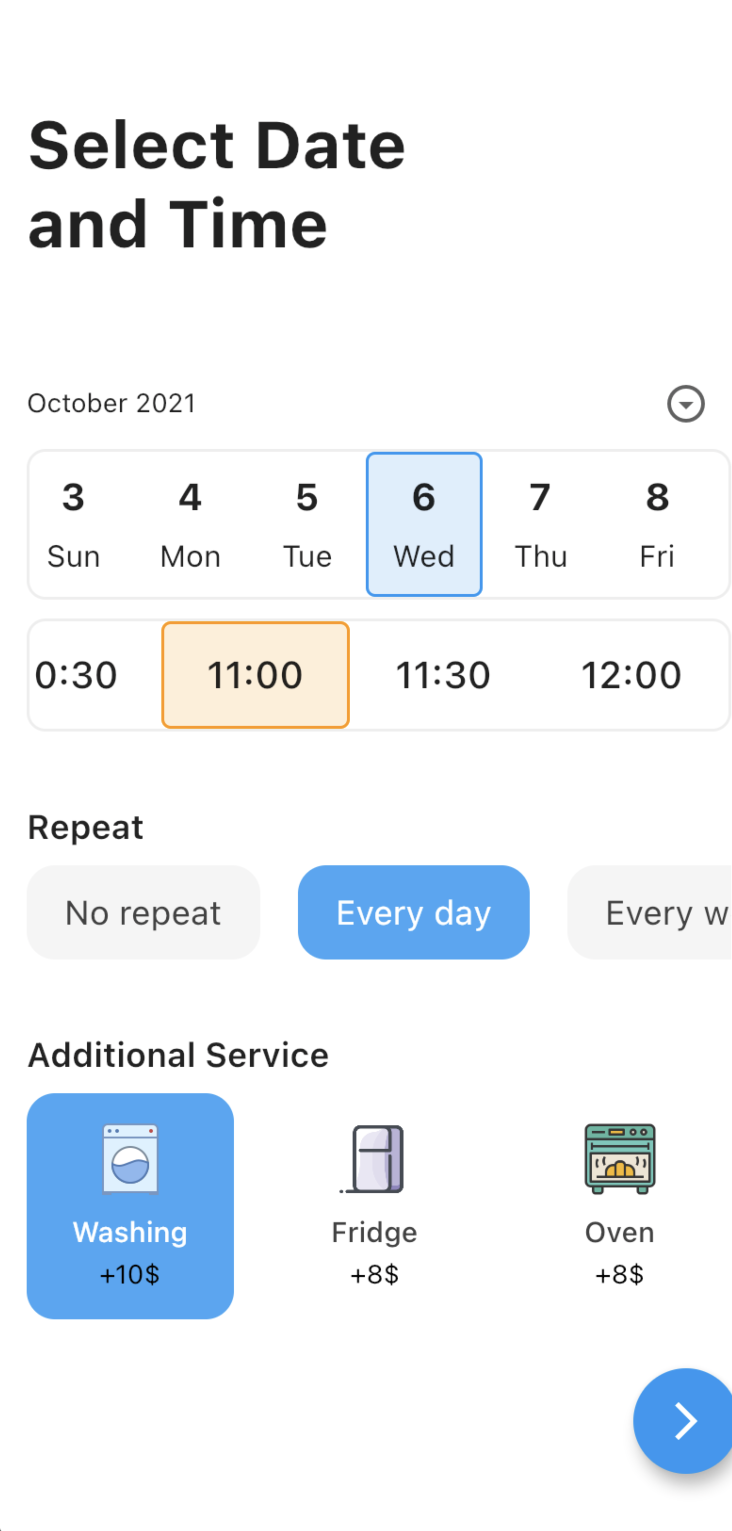 Select Date
and Time
October 2021
3 4 5 6 7 8
Sun Mon Tue Wed Thu Fri
0:30 11:00 11:30 12:00
Repeat
No repeat Every day Every w
Additional Service
Washing Fridge Oven
+10$ +8$ +8$